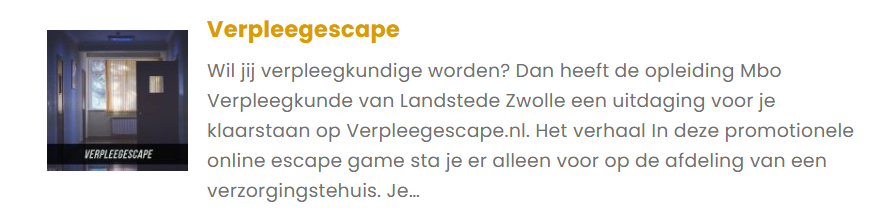 Verpleegescape
Wil jij verpleegkundige worden? Dan heeft de opleiding Mbo
Verpleegkunde van Landstede Zwolle een uitdaging voor je
klaarstaan op Verpleegescape.nl. Het verhaal In deze promotionele
online escape game sta je er alleen voor op de afdeling van een
verzorgingstehuis. Je...
VERPLEEGESCAPE